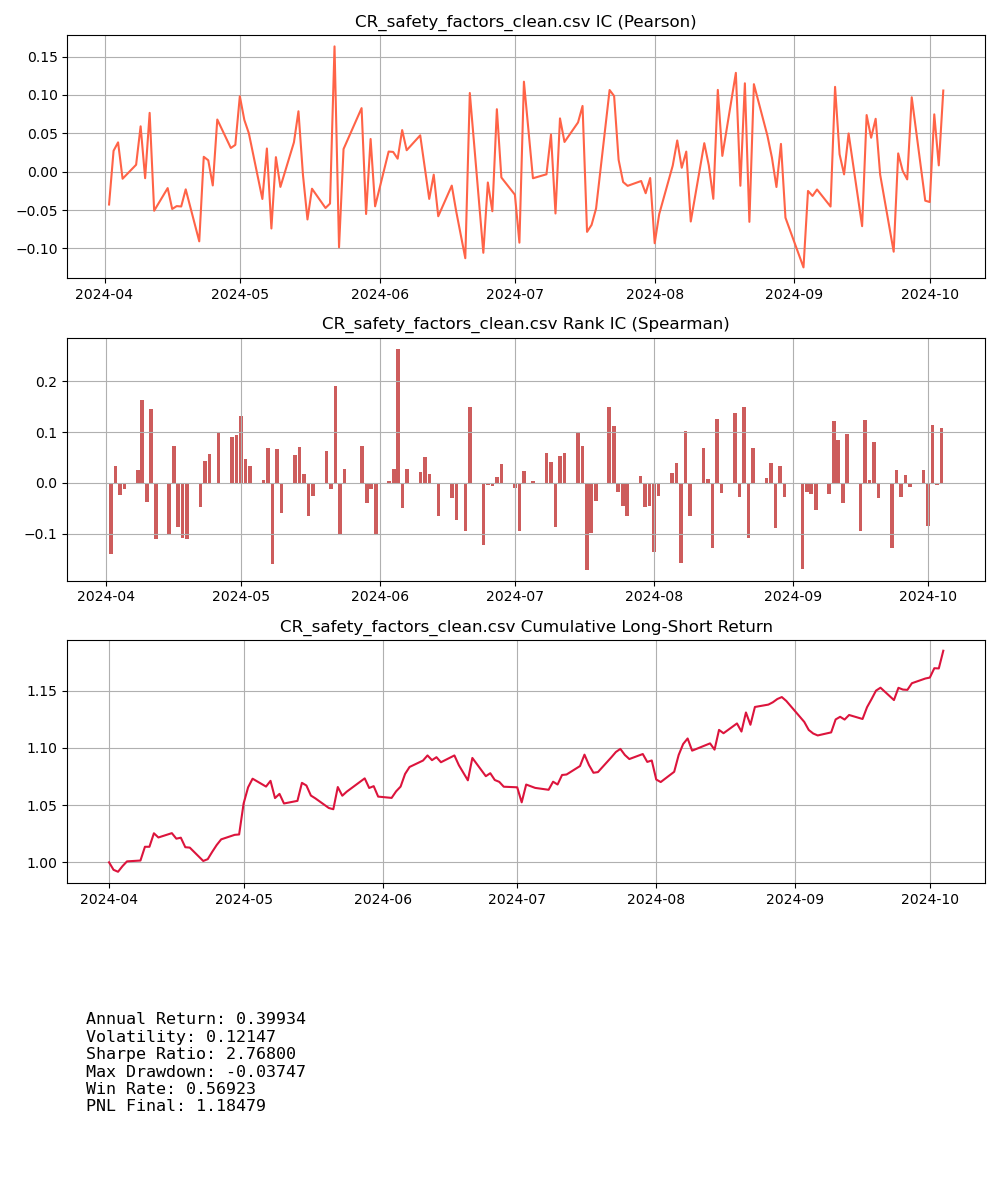 CR_safety_factors_clean.csv IC (Pearson)
0.15
0.10
0.05
0.00
−0.05
−0.10
2024-04 2024-05 2024-06 2024-07 2024-08 2024-09 2024-10
CR_safety_factors_clean.csv Rank IC (Spearman)
0.2
0.1
0.0
−0.1
2024-04 2024-05 2024-06 2024-07 2024-08 2024-09 2024-10
CR_safety_factors_clean.csv Cumulative Long-Short Return
1.15
1.10
1.05
1.00
2024-04 2024-05 2024-06 2024-07 2024-08 2024-09 2024-10
Annual Return: 0.39934
Volatility: 0.12147
Sharpe Ratio: 2.76800
Max Drawdown: -0.03747
Win Rate: 0.56923
PNL Final: 1.18479